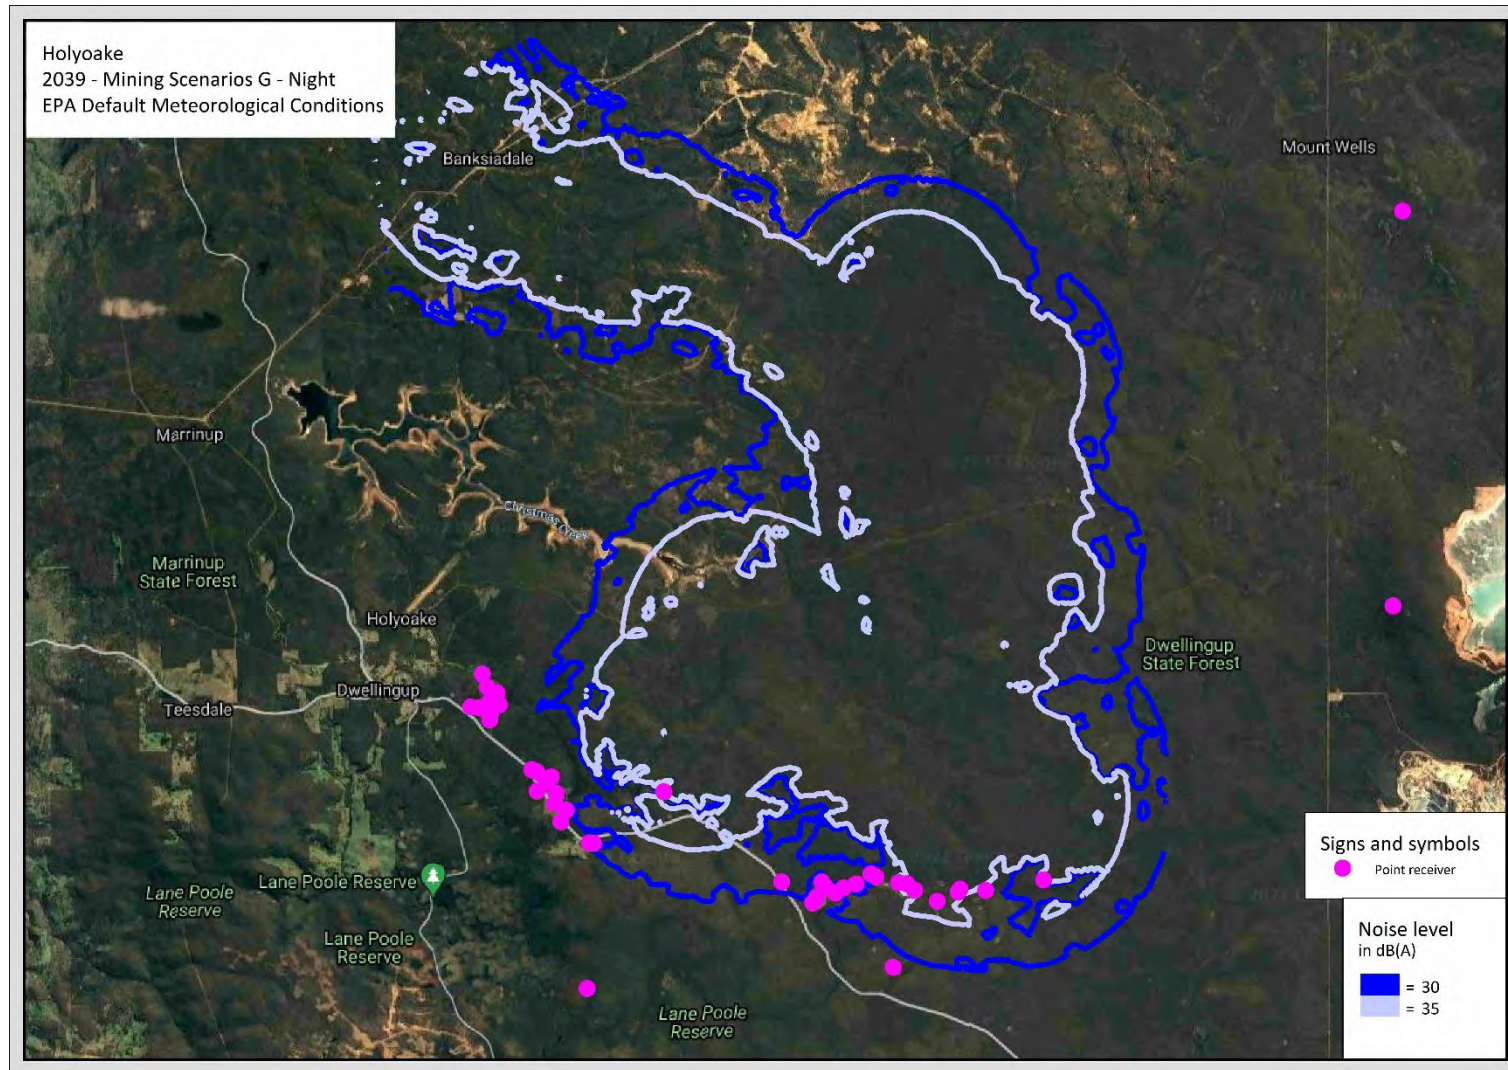 Holyoake
2039 - Mining Scenarios G - Night
EPA Default Meteorological Conditions
Banksiadale
Mount Wells
Marrinup
Christmas Creek
Marrinup
State Forest
Holyoake
Dwellingup
State Forest
Dwellingup
Teesdale
Signs and symbols
Point receiver
Lane Poole Reserve
Lane Poole
Reserve
Lane Poole
Reserve
Noise level
in dB(A)
= 30
= 35
Lane Poole
Reserve